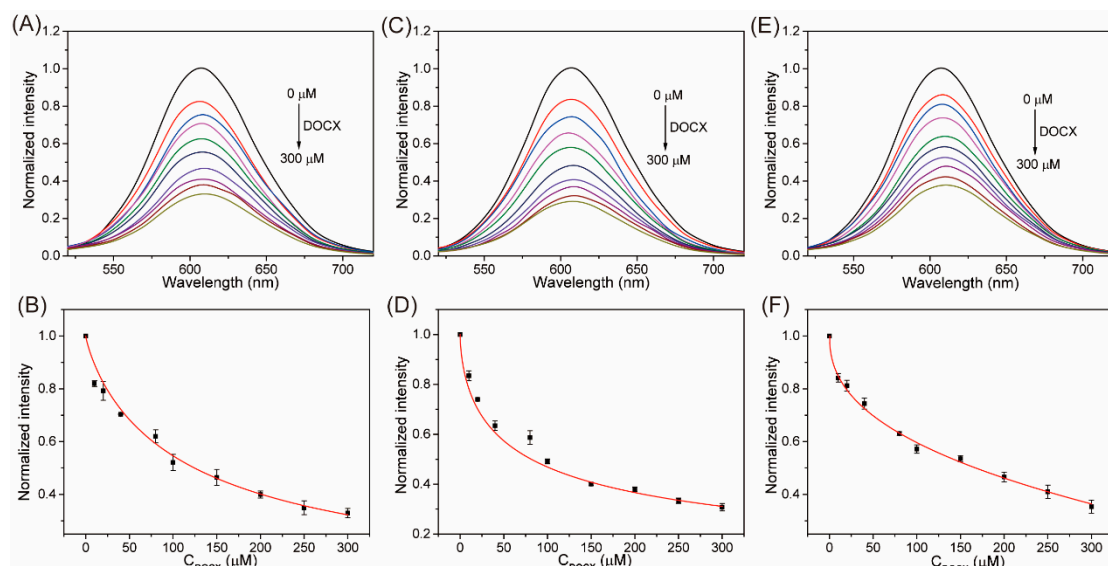 (A)
Normalized intensity
1.2
1.0
0.8
0.6
0.4
0.2
0.0
0 μM
DOCX
300 μM
550 600 650 700
Wavelength (nm)
(C)
Normalized intensity
1.2
1.0
0.8
0.6
0.4
0.2
0.0
0 μM
DOCX
300 μM
550 600 650 700
Wavelength (nm)
(E)
Normalized intensity
1.2
1.0
0.8
0.6
0.4
0.2
0.0
0 μM
DOCX
300 μM
550 600 650 700
Wavelength (nm)
(B)
Normalized intensity
1.0
0.8
0.6
0.4
0 50 100 150 200 250 300
C_DOCX (μM)
(D)
Normalized intensity
1.0
0.8
0.6
0.4
0.2
0 50 100 150 200 250 300
C_DOCX (μM)
(F)
Normalized intensity
1.0
0.8
0.6
0.4
0 50 100 150 200 250 300
C_DOCX (μM)